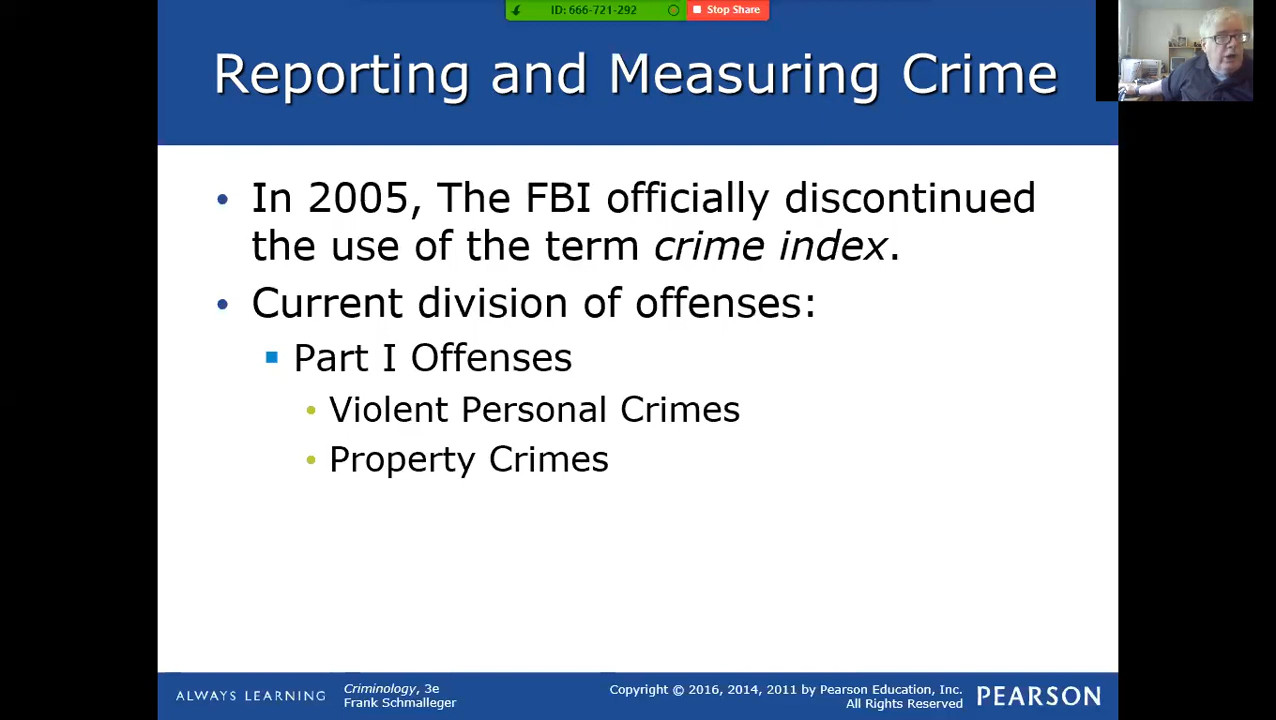 ID: 666-721-292
Stop Share
Reporting and Measuring Crime
• In 2005, The FBI officially discontinued
the use of the term crime index.
• Current division of offenses:
▪ Part I Offenses
• Violent Personal Crimes
• Property Crimes
ALWAYS LEARNING
Criminology, 3e
Frank Schmalleger
Copyright © 2016, 2014, 2011 by Pearson Education, Inc.
All Rights Reserved
PEARSON